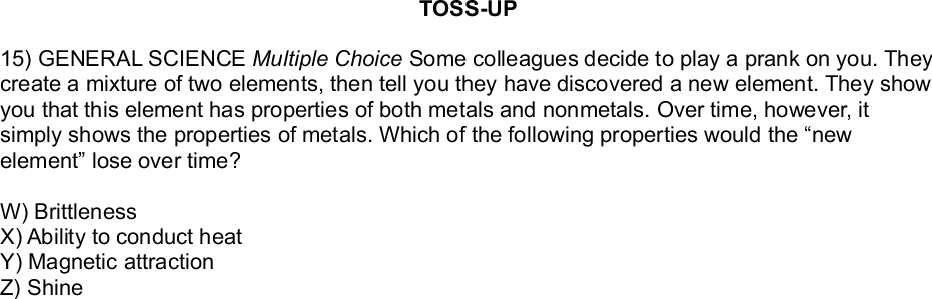 TOSS-UP
15) GENERAL SCIENCE Multiple Choice Some colleagues decide to play a prank on you. They
create a mixture of two elements, then tell you they have discovered a new element. They show
you that this element has properties of both metals and nonmetals. Over time, however, it
simply shows the properties of metals. Which of the following properties would the “new
element” lose over time?
W) Brittleness
X) Ability to conduct heat
Y) Magnetic attraction
Z) Shine